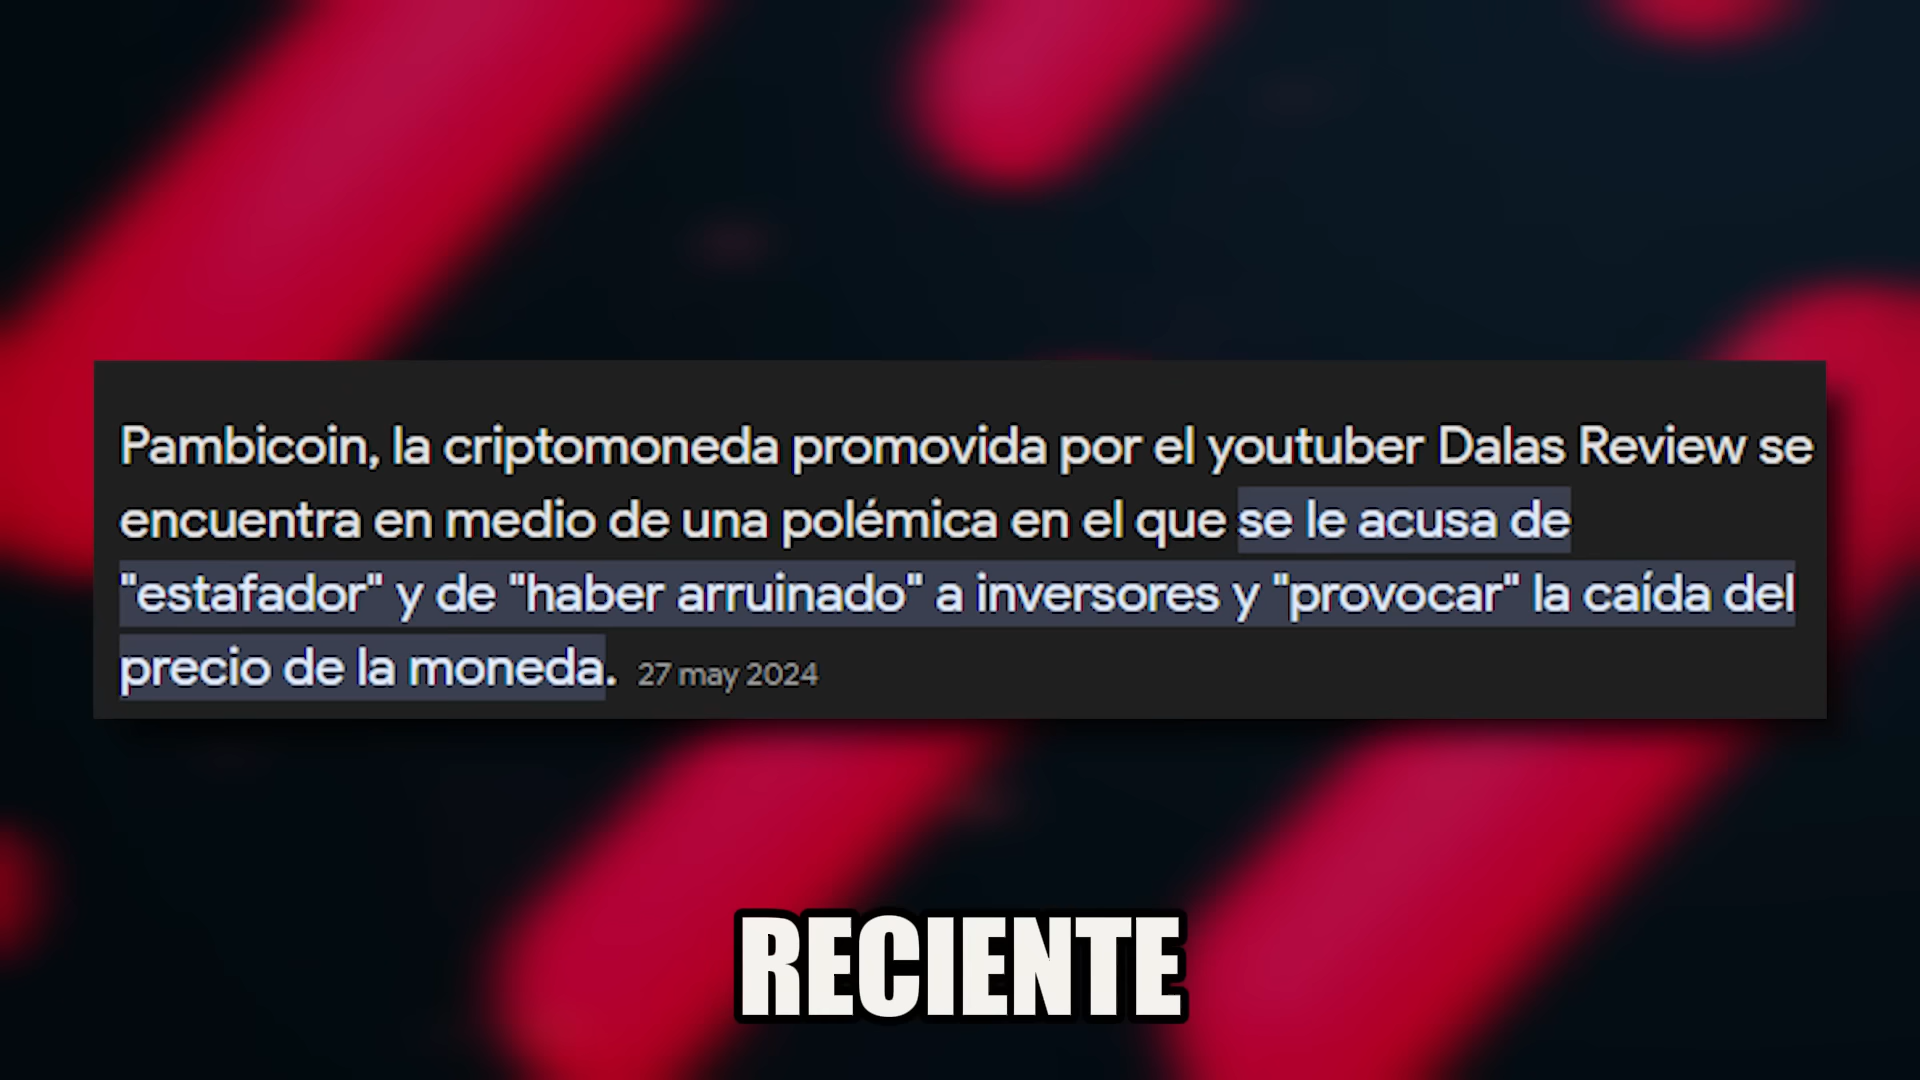 Pambicoin, la criptomoneda promovida por el youtuber Dalas Review se
encuentra en medio de una polémica en el que se le acusa de
"estafador" y de "haber arruinado" a inversores y "provocar" la caída del
precio de la moneda. 27 may 2024
RECIENTE